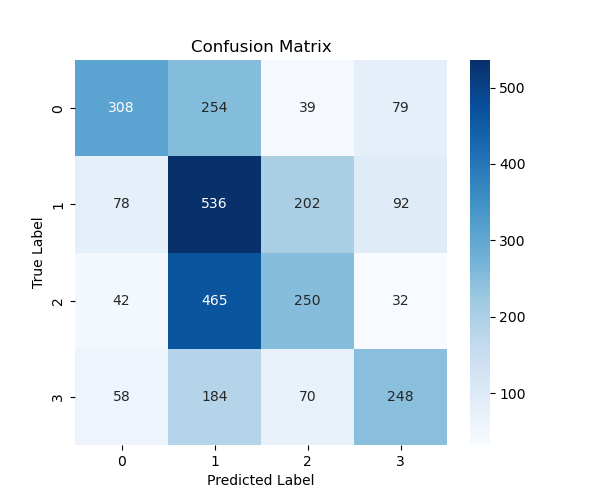 Confusion Matrix
0 308 254 39 79
1 78 536 202 92
2 42 465 250 32
3 58 184 70 248
0 1 2 3
Predicted Label
True Label
500
400
300
200
100